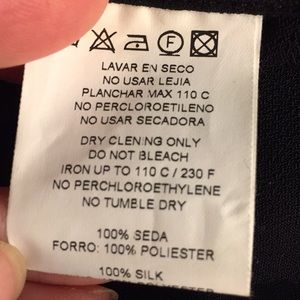 F
LAVAR EN SECO
NO USAR LEJIA
PLANCHAR MAX 110 C
NO PERCLOROETILENO
NO USAR SECADORA
DRY CLENING ONLY
DO NOT BLEACH
IRON UP TO 110 C / 230 F
NO PERCHLOROETHYLENE
NO TUMBLE DRY
100% SEDA
FORRO: 100% POLIESTER
100% SILK
POLYESTER